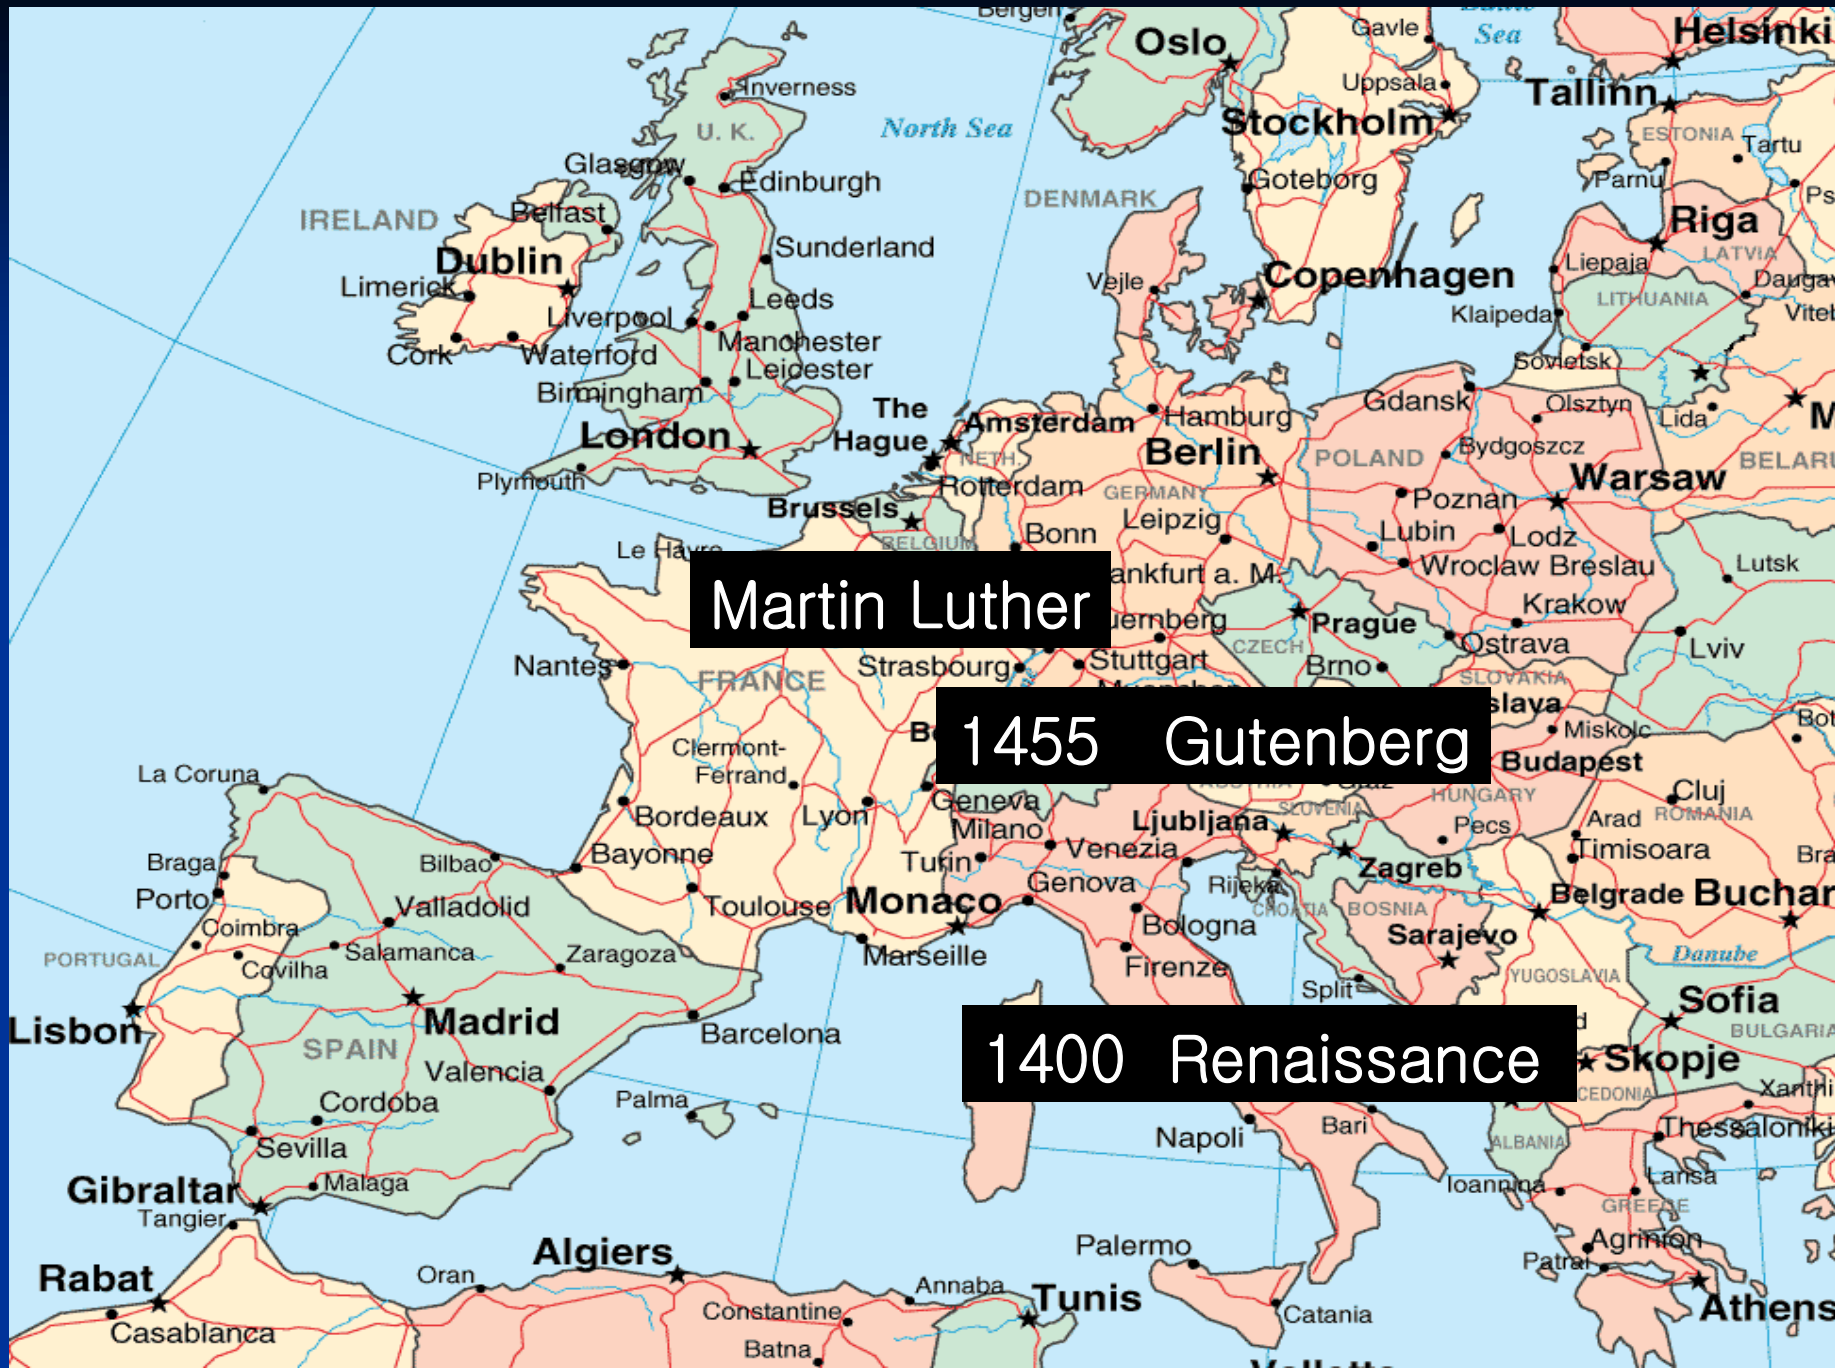 Bergen
Oslo
Gavle
Baltic
Sea
Helsinki
Uppsala
Tallinn
Inverness
North Sea
Stockholm
U. K.
ESTONIA
Tartu
Glasgow
Edinburgh
Goteborg
Parnu
DENMARK
IRELAND
Belfast
Riga
Sunderland
LATVIA
Dublin
Liepaja
Copenhagen
Limerick
Vejle
Leeds
LITHUANIA
Klaipeda
Liverpool
Manchester
Cork
Waterford
Leicester
Sovietsk
Birmingham
The
Hague
Amsterdam
Hamburg
Gdansk
Olsztyn
Lida
London
Berlin
Bydgoszcz
NETH.
POLAND
Plymouth
Rotterdam
GERMANY
Warsaw
Brussels
Poznan
Leipzig
Bonn
Lubin
Lodz
BELGIUM
Le Havre
Wroclaw Breslau
Lutsk
ankfurt a. M.
Martin Luther
Krakow
uernberg
Prague
CZECH
Ostrava
Brno
Lviv
Nantes
Strasbourg
Stuttgart
FRANCE
SLOVAKIA
slava
1455 Gutenberg
Miskolc
Clermont-
Ferrand
Budapest
La Coruna
Geneva
AUSTRIA
HUNGARY
Cluj
ROMANIA
Bordeaux
Lyon
Milano
SLOVENIA
Ljubljana
Pecs
Arad
Braga
Bilbao
Bayonne
Turin
Venezia
Zagreb
Timisoara
Porto
Valladolid
Toulouse
Monaco
Genova
Rijeka
CROATIA
BOSNIA
Belgrade
Buchar
Coimbra
Bologna
Sarajevo
PORTUGAL
Covilha
Salamanca
Zaragoza
Marseille
Firenze
Danube
YUGOSLAVIA
Split
Lisbon
Madrid
Barcelona
Sofia
BULGARIA
SPAIN
1400 Renaissance
Skopje
Valencia
CEDONIA
Xanthi
Cordoba
Palma
Sevilla
Napoli
Bari
ALBANIA
Thessaloniki
Gibraltar
Malaga
Ioannina
Larisa
Tangier
GREECE
Algiers
Palermo
Agrinion
Patrai
Rabat
Oran
Annaba
Tunis
Athens
Casablanca
Constantine
Catania
Batna